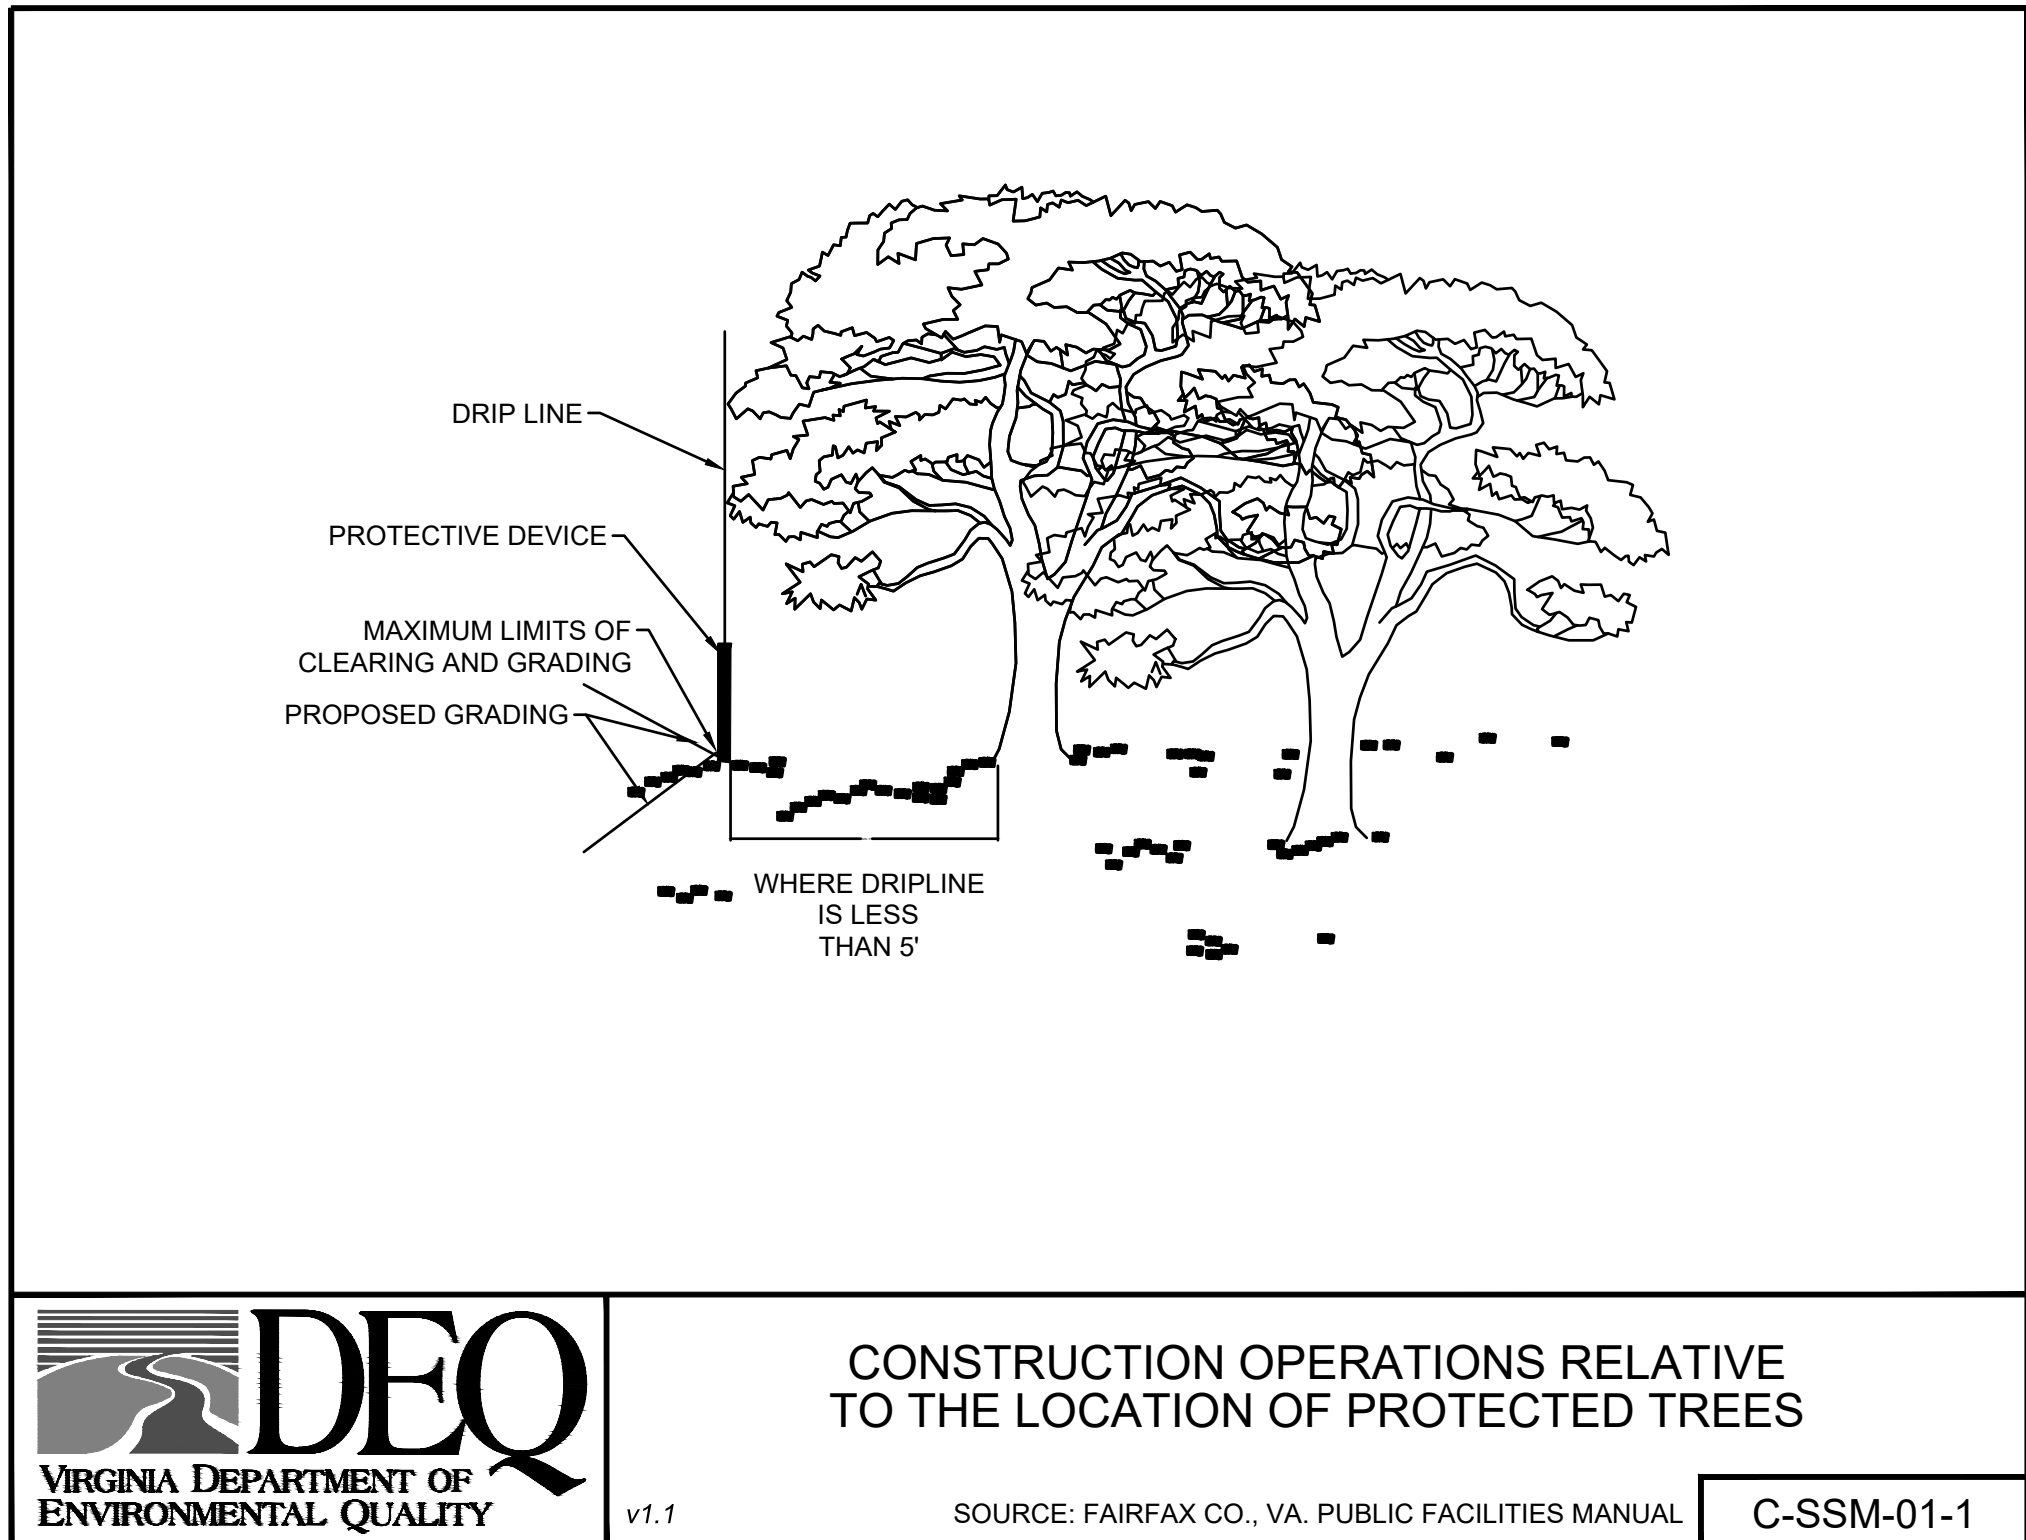 DRIP LINE
PROTECTIVE DEVICE
MAXIMUM LIMITS OF
CLEARING AND GRADING
PROPOSED GRADING
WHERE DRIPLINE
IS LESS
THAN 5'
DEQ
VIRGINIA DEPARTMENT OF
ENVIRONMENTAL QUALITY
CONSTRUCTION OPERATIONS RELATIVE
TO THE LOCATION OF PROTECTED TREES
v1.1
SOURCE: FAIRFAX CO., VA. PUBLIC FACILITIES MANUAL
C-SSM-01-1